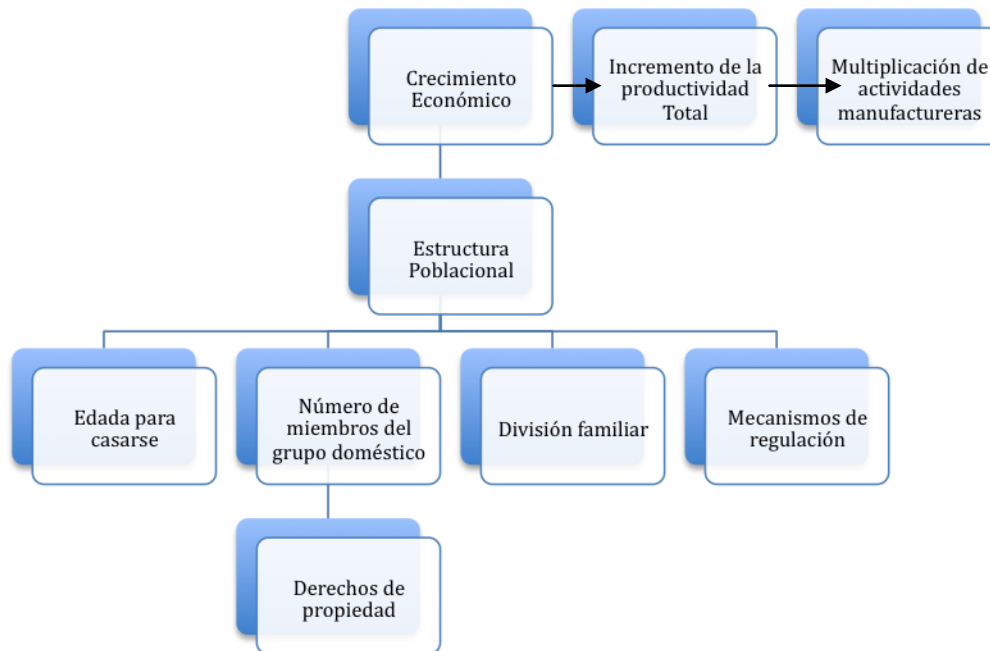 Crecimiento
Económico
Incremento de la
productividad
Total
Multiplicación de
actividades
manufactureras
Estructura
Poblacional
Edada para
casarse
Número de
miembros del
grupo doméstico
División familiar
Mecanismos de
regulación
Derechos de
propiedad